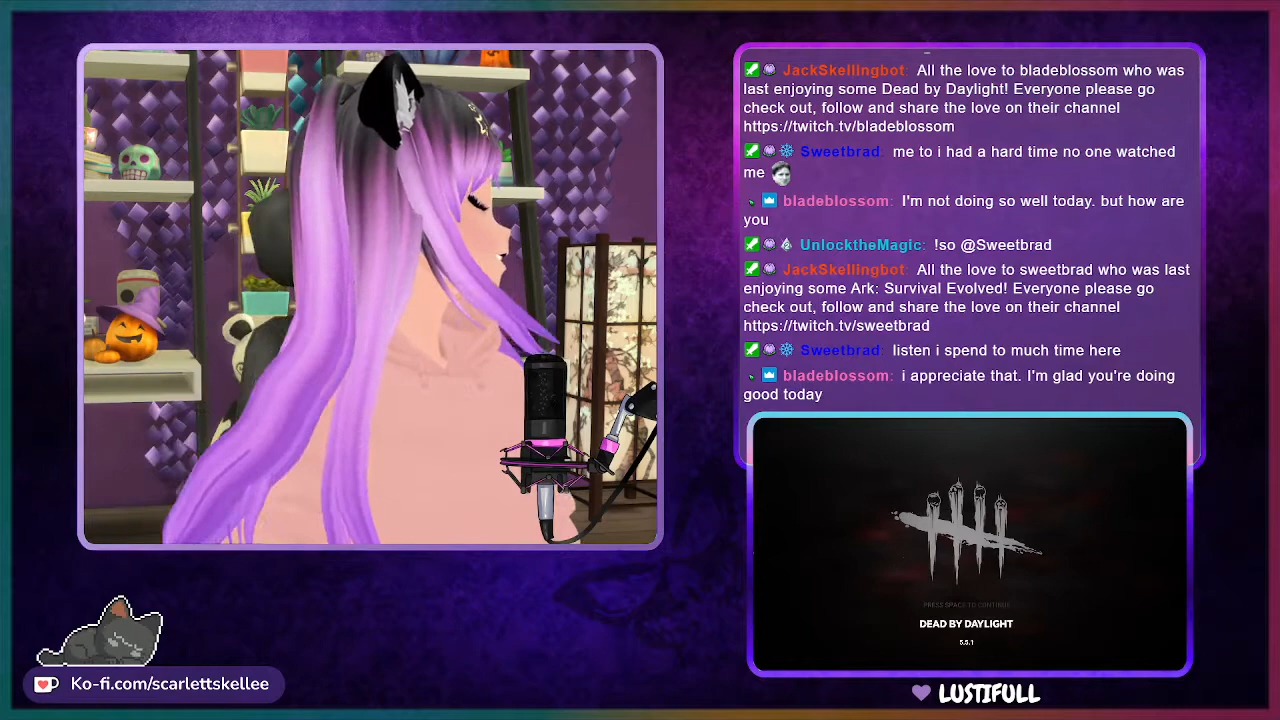 JackSkellingbot: All the love to bladeblossom who was
last enjoying some Dead by Daylight! Everyone please go
check out, follow and share the love on their channel
https://twitch.tv/bladeblossom
Sweetbrad: me to i had a hard time no one watched
me
bladeblossom: I'm not doing so well today. but how are
you
UnlocktheMagic: !so @Sweetbrad
JackSkellingbot: All the love to sweetbrad who was last
enjoying some Ark: Survival Evolved! Everyone please go
check out, follow and share the love on their channel
https://twitch.tv/sweetbrad
Sweetbrad: listen i spend to much time here
bladeblossom: i appreciate that. I'm glad you're doing
good today
PRESS SPACE TO CONTINUE
DEAD BY DAYLIGHT
5.5.1
Ko-fi.com/scarlettskellee
LUSTIFULL